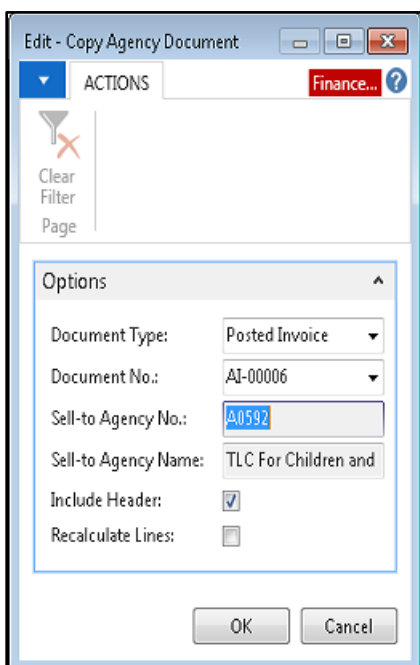 Edit - Copy Agency Document
ACTIONS
Finance...
Clear
Filter
Page
Options
Document Type: Posted Invoice
Document No.: AI-00006
Sell-to Agency No.: A0592
Sell-to Agency Name: TLC For Children and
Include Header:
Recalculate Lines:
OK Cancel